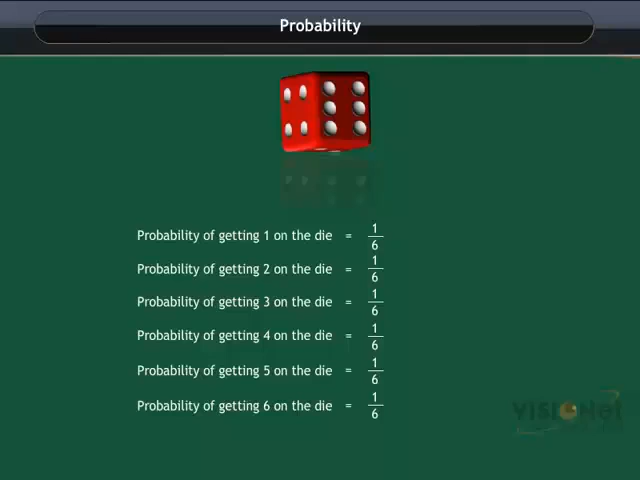 Probability
Probability of getting 1 on the die = 1/6
Probability of getting 2 on the die = 1/6
Probability of getting 3 on the die = 1/6
Probability of getting 4 on the die = 1/6
Probability of getting 5 on the die = 1/6
Probability of getting 6 on the die = 1/6